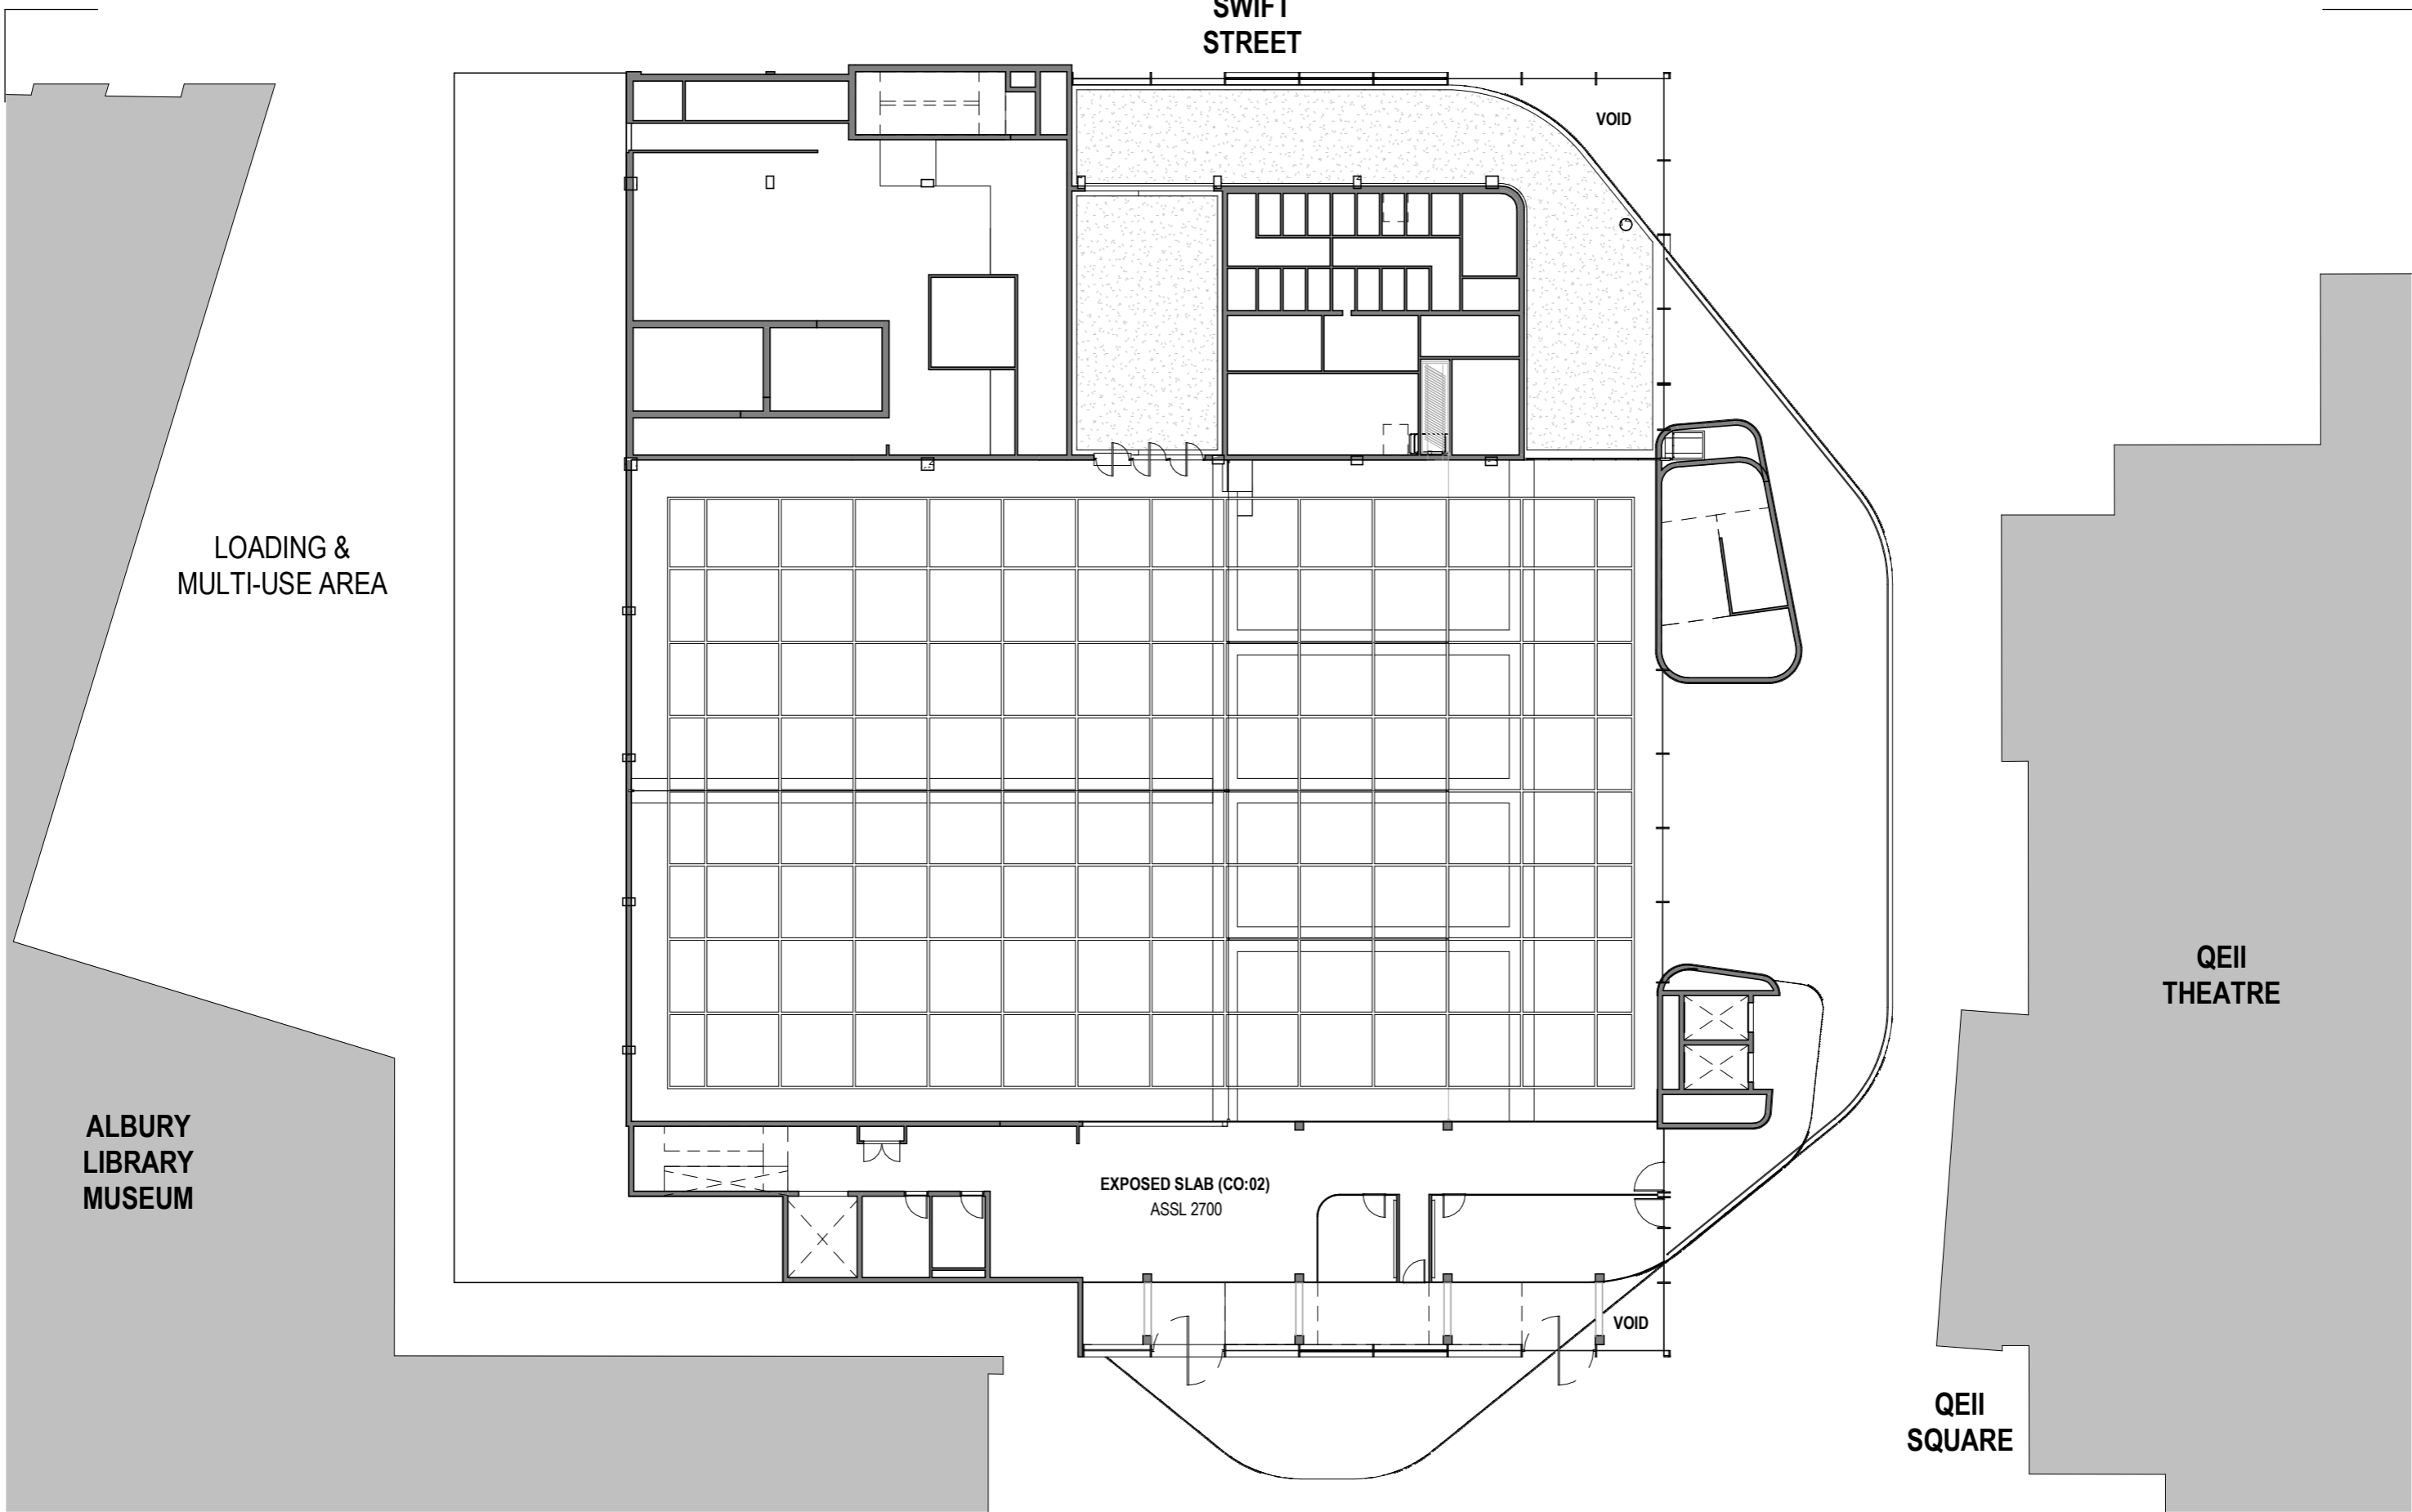 SWIFT
STREET
VOID
LOADING &
MULTI-USE AREA
QEII
THEATRE
ALBURY
LIBRARY
MUSEUM
EXPOSED SLAB (CO:02)
ASSL 2700
VOID
QEII
SQUARE